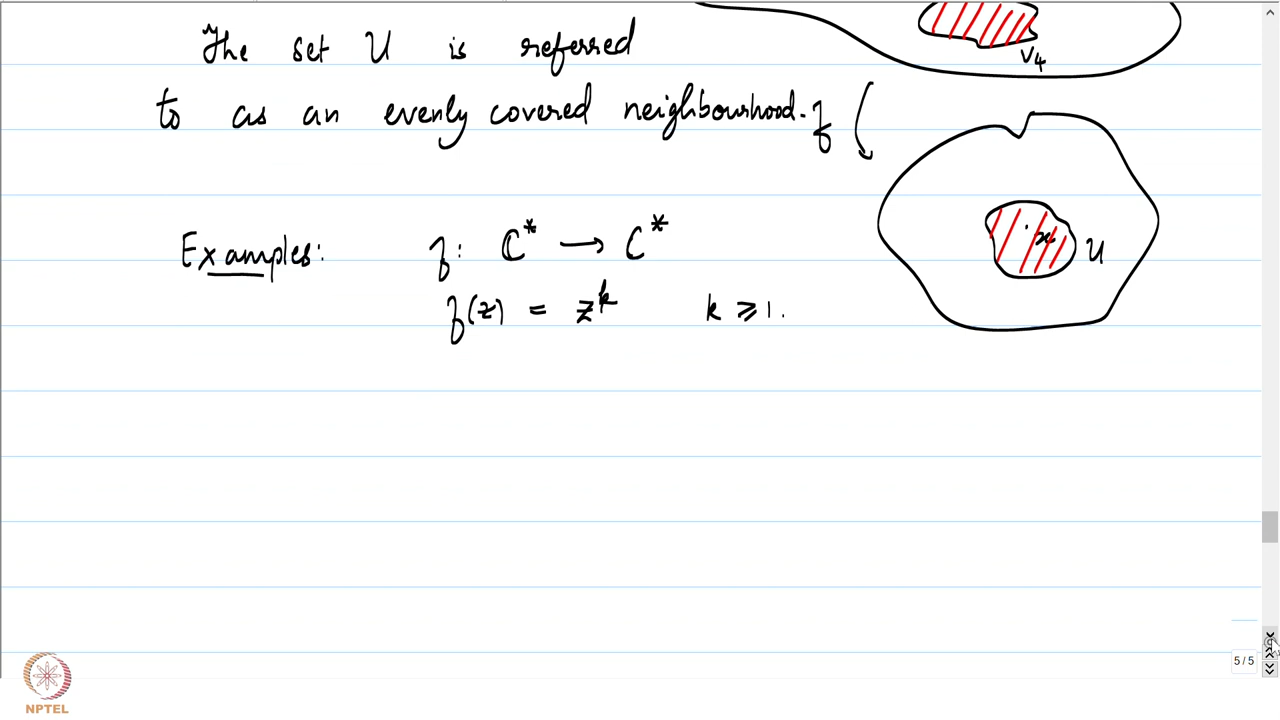 The set U is referred
to as an evenly covered neighbourhood. f
V₄
x U
Examples: f: ℂ* → ℂ*
f(z) = z^k k ⩾ 1.
5 / 5
NPTEL